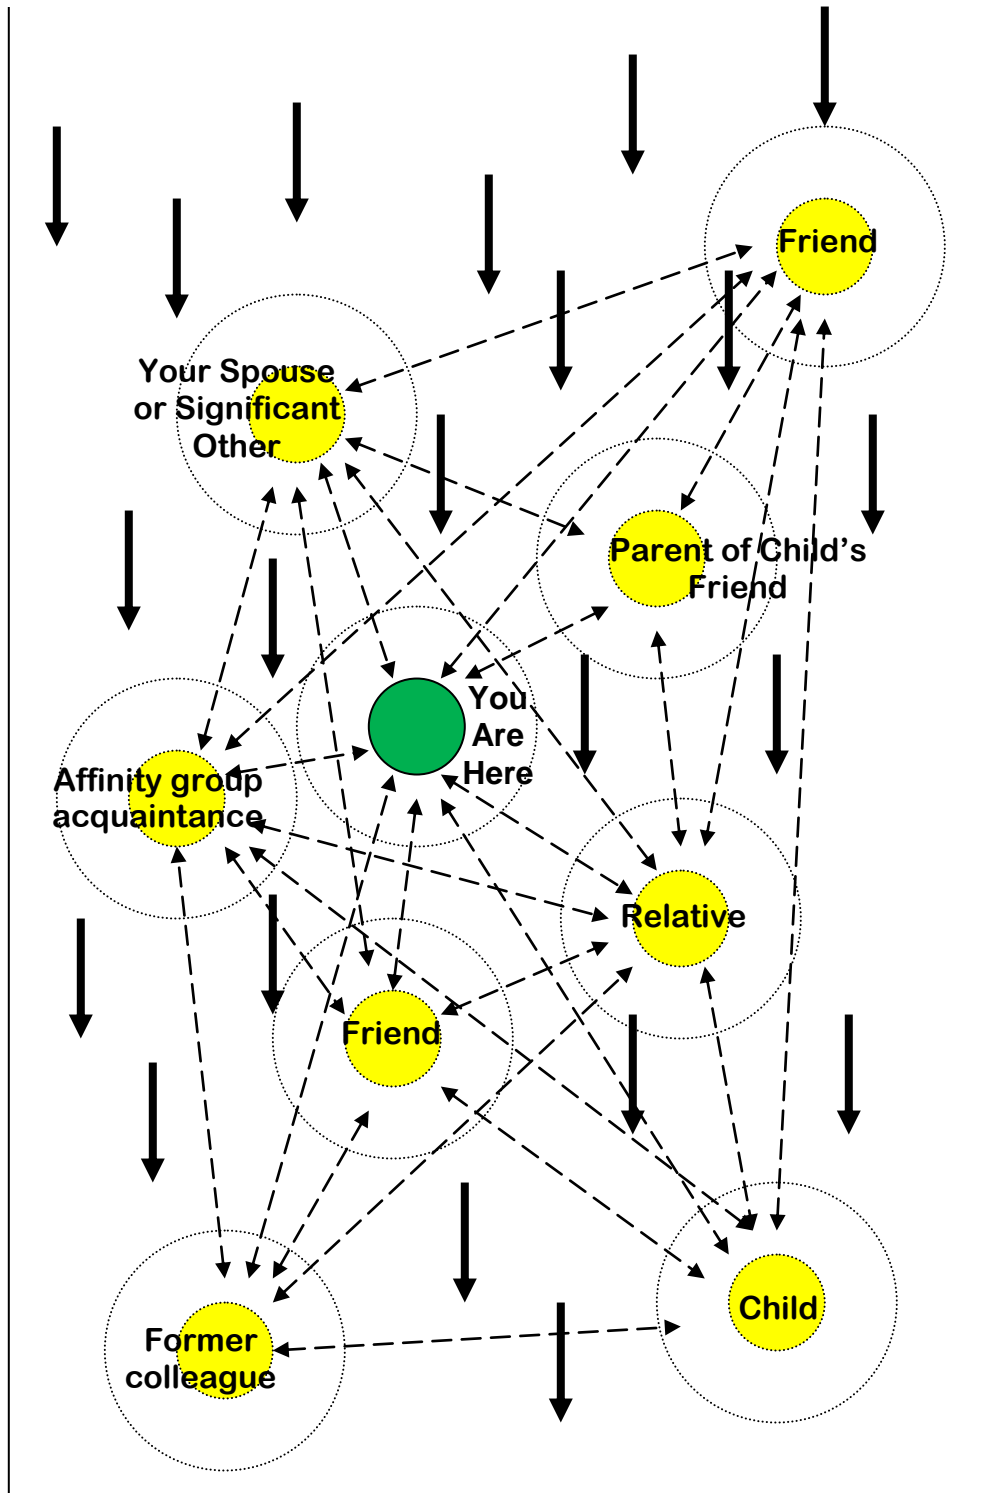 Friend
Your Spouse
or Significant
Other
Parent of Child’s
Friend
You
Are
Here
Affinity group
acquaintance
Relative
Friend
Child
Former
colleague